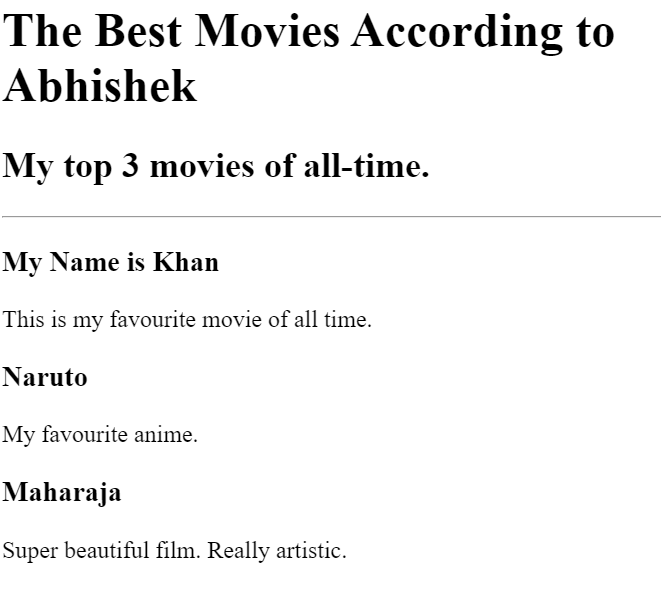 The Best Movies According to
Abhishek
My top 3 movies of all-time.
My Name is Khan
This is my favourite movie of all time.
Naruto
My favourite anime.
Maharaja
Super beautiful film. Really artistic.